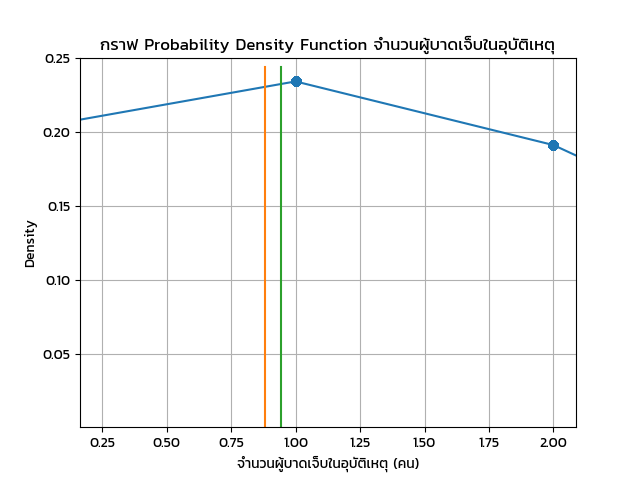 กราฟ Probability Density Function จำนวนผู้บาดเจ็บในอุบัติเหตุ
0.25
0.20
0.15
0.10
0.05
Density
0.25 0.50 0.75 1.00 1.25 1.50 1.75 2.00
จำนวนผู้บาดเจ็บในอุบัติเหตุ (คน)